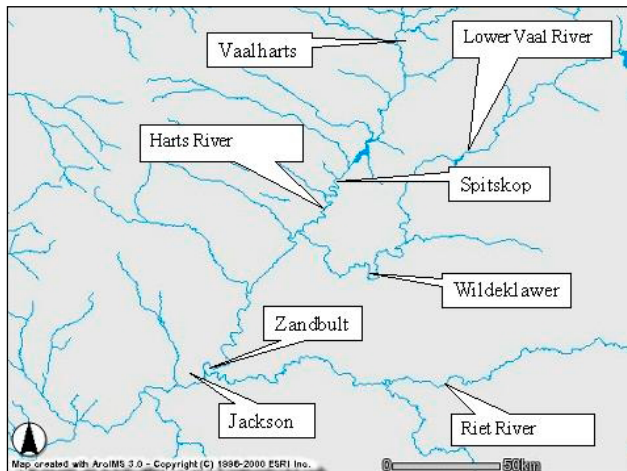 Lower Vaal River
Vaalharts
Harts River
Spitskop
Wildeklawer
Zandbult
Jackson
Riet River
Map created with ArcIMS 3.0 - Copyright (C) 1996-2000 ESRI Inc.
0 50km